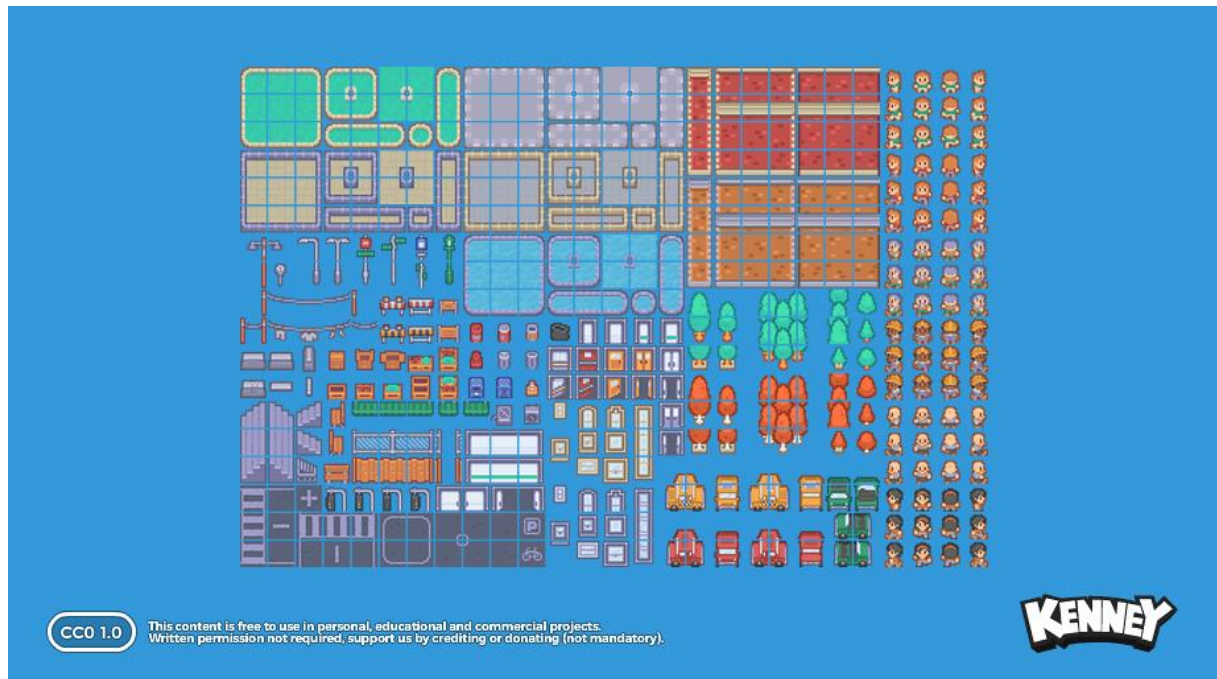 P
CC0 1.0
This content is free to use in personal, educational and commercial projects.
Written permission not required, support us by crediting or donating (not mandatory).
KENNEY